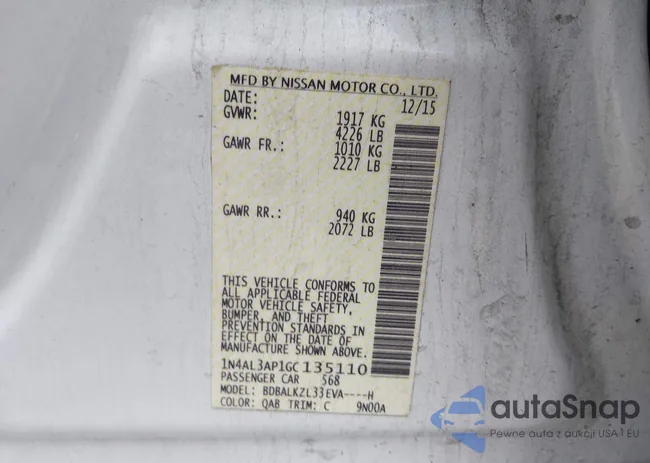 MFD BY NISSAN MOTOR CO., LTD.
DATE: 12/15
GVWR: 1917 KG
4226 LB
GAWR FR.: 1010 KG
2227 LB
GAWR RR.: 940 KG
2072 LB
THIS VEHICLE CONFORMS TO
ALL APPLICABLE FEDERAL
MOTOR VEHICLE SAFETY,
BUMPER, AND THEFT
PREVENTION STANDARDS IN
EFFECT ON THE DATE OF
MANUFACTURE SHOWN ABOVE.
1N4AL3AP1GC135110
PASSENGER CAR 568
MODEL: BDBALKZL33EVA----H
COLOR: QAB TRIM: C 9N00A
autaSnap
Pewne auta z aukcji USA i EU